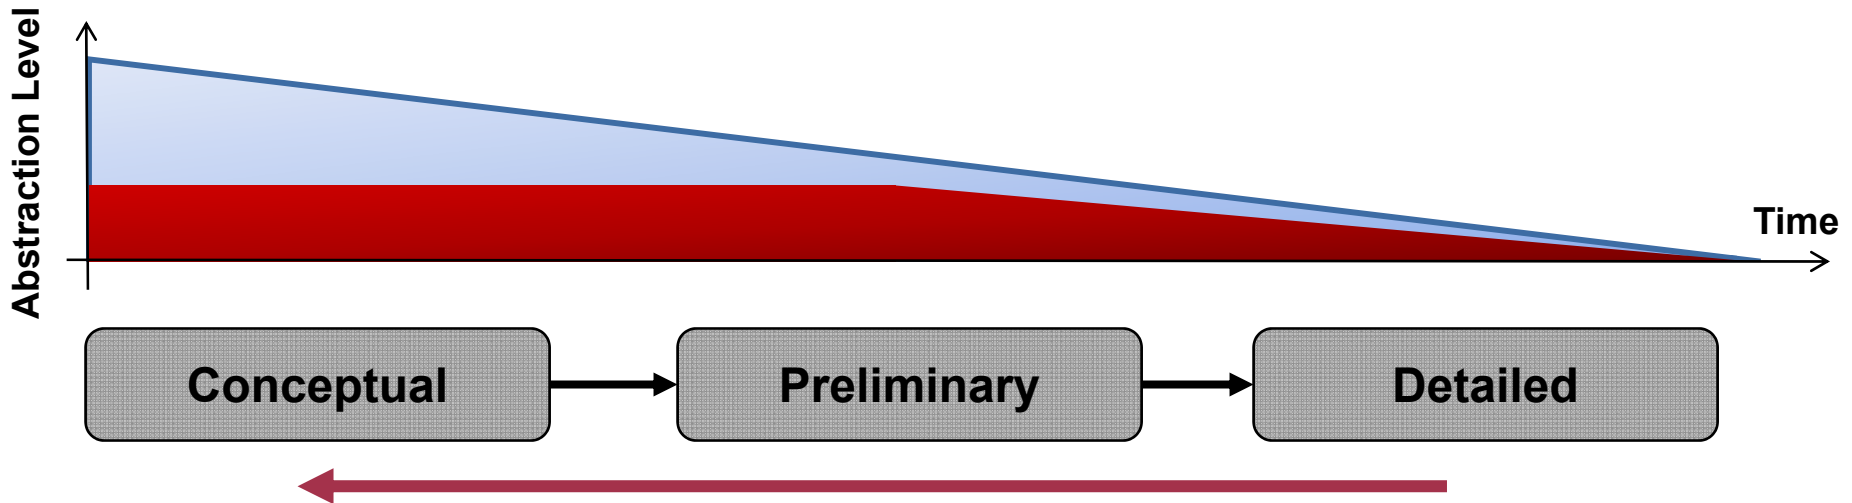 Abstraction Level
Time
Conceptual
Preliminary
Detailed